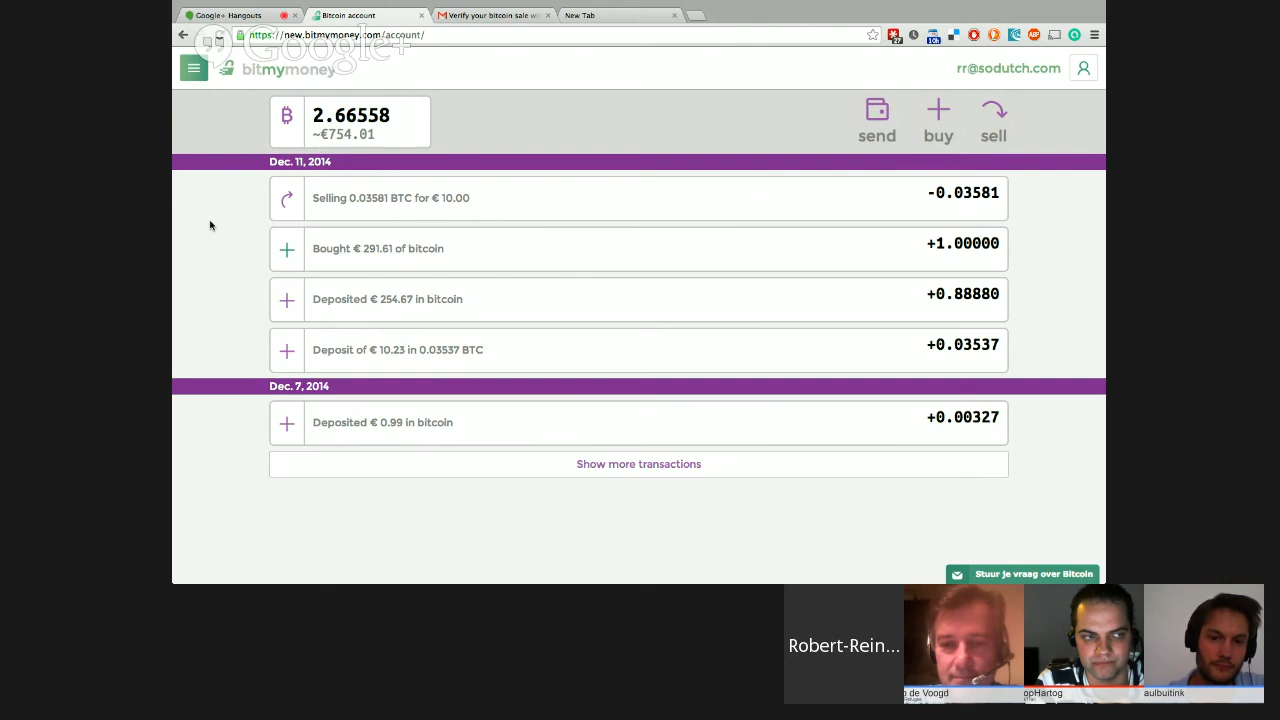 Google+ Hangouts
Bitcoin account
Verify your bitcoin sale wi
New Tab
https://new.bitmymoney.com/account/
Google+
bitmymoney
rr@sodutch.com
2.66558
~€754.01
send
buy
sell
Dec. 11, 2014
Selling 0.03581 BTC for € 10.00
-0.03581
Bought € 291.61 of bitcoin
+1.00000
Deposited € 254.67 in bitcoin
+0.88880
Deposit of € 10.23 in 0.03537 BTC
+0.03537
Dec. 7, 2014
Deposited € 0.99 in bitcoin
+0.00327
Show more transactions
Stuur je vraag over Bitcoin
Robert-Rein...
de Voogd
opHartog
aulbuitink